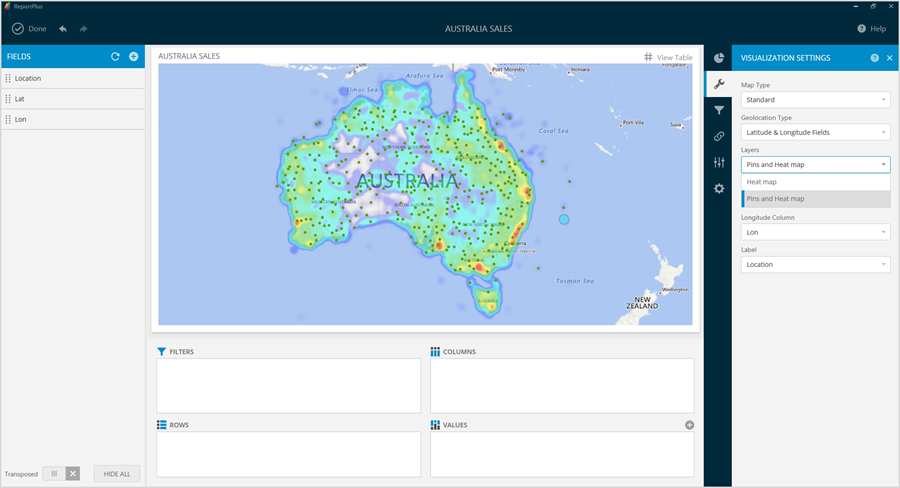 ReportPlus
Done
AUSTRALIA SALES
Help
FIELDS
Location
Lat
Lon
Transposed
HIDE ALL
AUSTRALIA SALES
View Table
Arafura Sea
Port Moresby
Honiara
Timor Sea
Coral Sea
Port-Vila
Suva
AUSTRALIA
Canberra
Tasman Sea
Wellington
NEW
ZEALAND
FILTERS
COLUMNS
ROWS
VALUES
VISUALIZATION SETTINGS
Map Type
Standard
Geolocation Type
Latitude & Longitude Fields
Layers
Pins and Heat map
Heat map
Pins and Heat map
Longitude Column
Lon
Label
Location